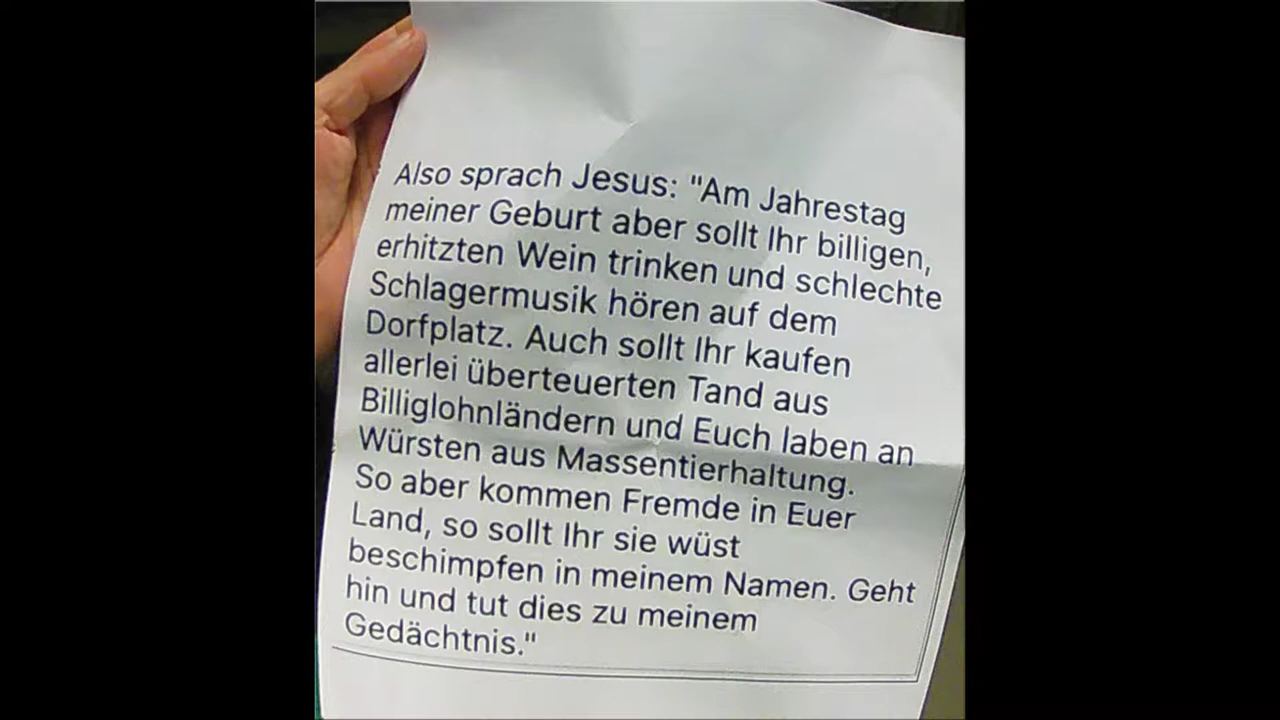 Also sprach Jesus: "Am Jahrestag
meiner Geburt aber sollt Ihr billigen,
erhitzten Wein trinken und schlechte
Schlagermusik hören auf dem
Dorfplatz. Auch sollt Ihr kaufen
allerlei überteuerten Tand aus
Billiglohnländern und Euch laben an
Würsten aus Massentierhaltung.
So aber kommen Fremde in Euer
Land, so sollt Ihr sie wüst
beschimpfen in meinem Namen. Geht
hin und tut dies zu meinem
Gedächtnis."